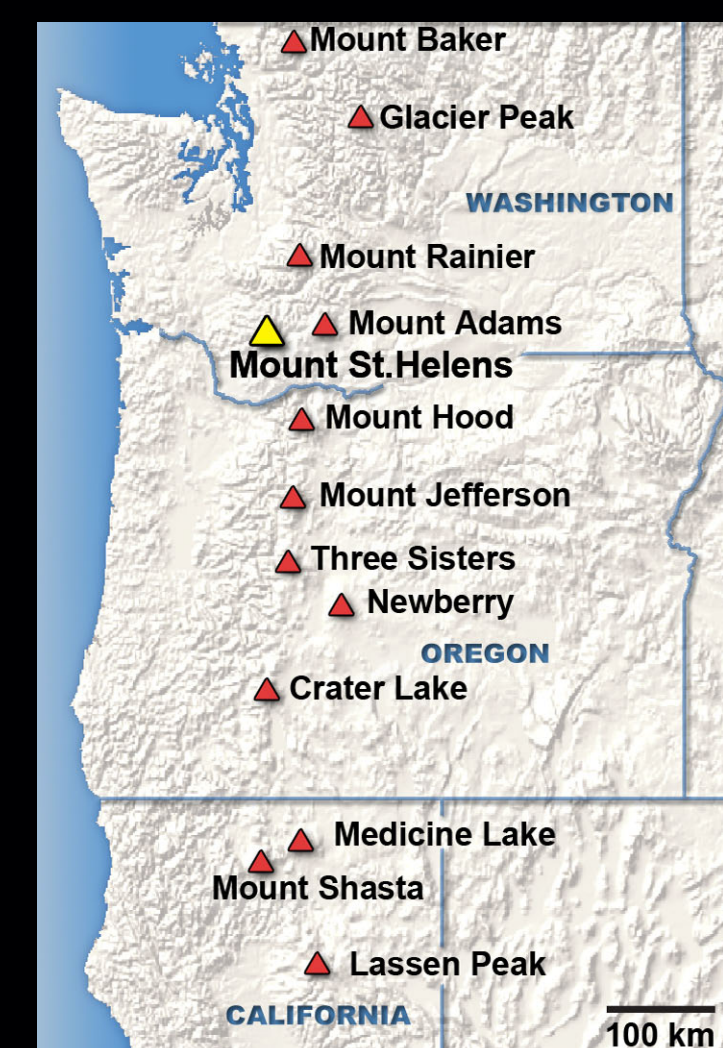 Mount Baker
Glacier Peak
WASHINGTON
Mount Rainier
Mount Adams
Mount St.Helens
Mount Hood
Mount Jefferson
Three Sisters
Newberry
OREGON
Crater Lake
Medicine Lake
Mount Shasta
Lassen Peak
CALIFORNIA
100 km